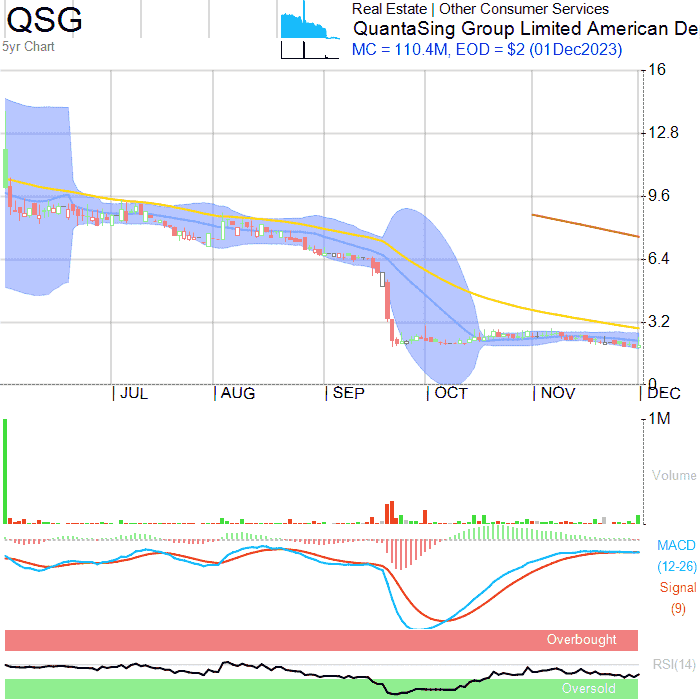 QSG
5yr Chart
Real Estate | Other Consumer Services
QuantaSing Group Limited American De
MC = 110.4M, EOD = $2 (01Dec2023)
16
12.8
9.6
6.4
3.2
0
JUL
AUG
SEP
OCT
NOV
DEC
1M
Volume
MACD
(12-26)
Signal
(9)
Overbought
RSI(14)
Oversold